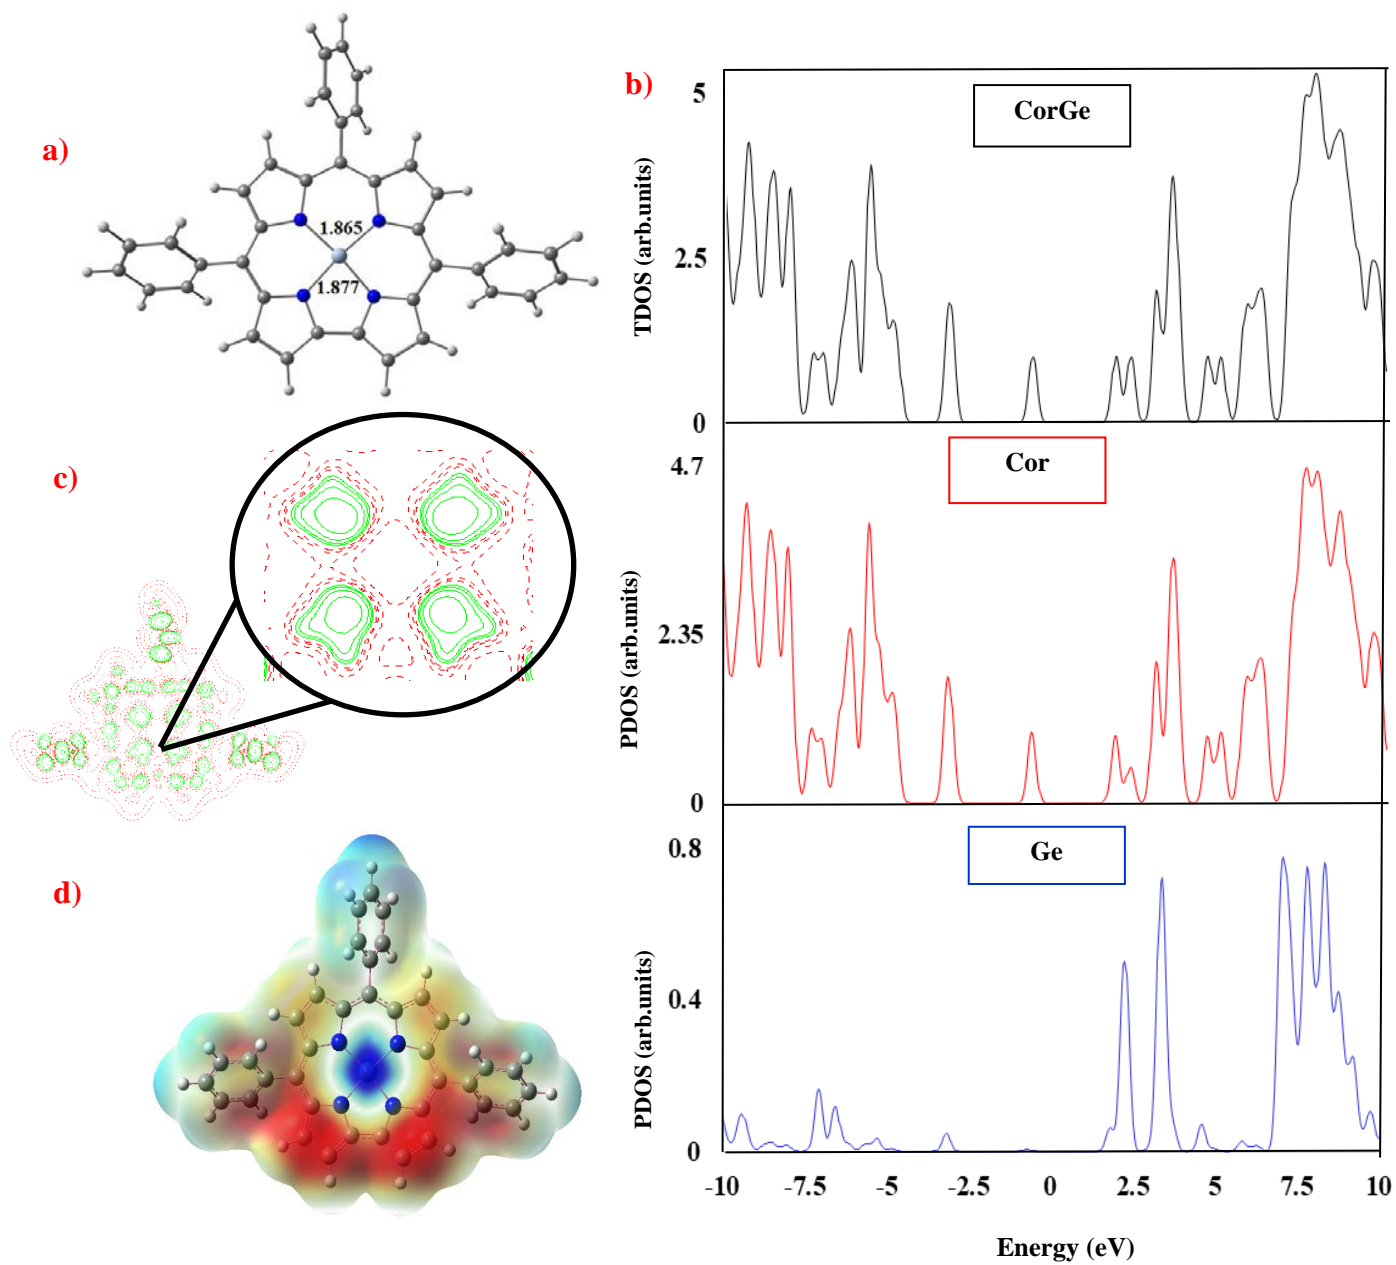 a)
1.865
1.877
b)
CorGe
TDOS (arb.units)
5
2.5
0
c)
Cor
PDOS (arb.units)
4.7
2.35
0
d)
Ge
PDOS (arb.units)
0.8
0.4
0
-10 -7.5 -5 -2.5 0 2.5 5 7.5 10
Energy (eV)